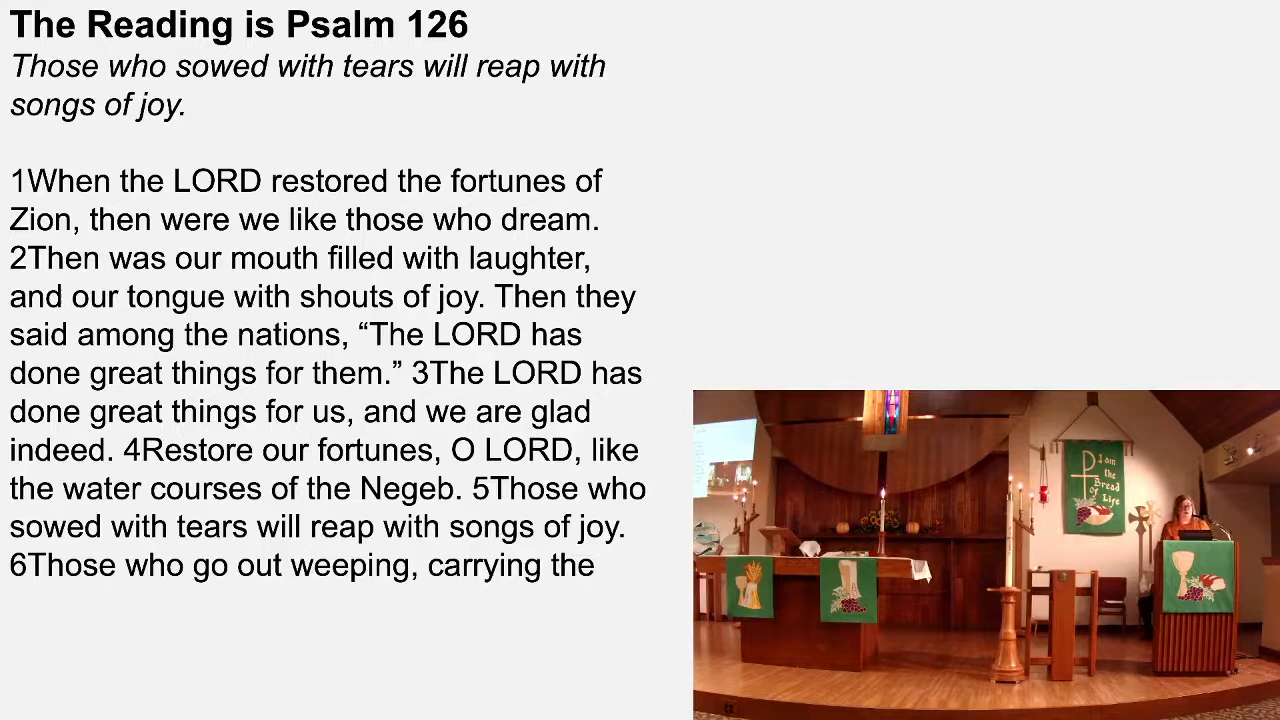 The Reading is Psalm 126
Those who sowed with tears will reap with
songs of joy.
1When the LORD restored the fortunes of
Zion, then were we like those who dream.
2Then was our mouth filled with laughter,
and our tongue with shouts of joy. Then they
said among the nations, “The LORD has
done great things for them.” 3The LORD has
done great things for us, and we are glad
indeed. 4Restore our fortunes, O LORD, like
the water courses of the Negeb. 5Those who
sowed with tears will reap with songs of joy.
6Those who go out weeping, carrying the
I am
the
Bread
of
Life